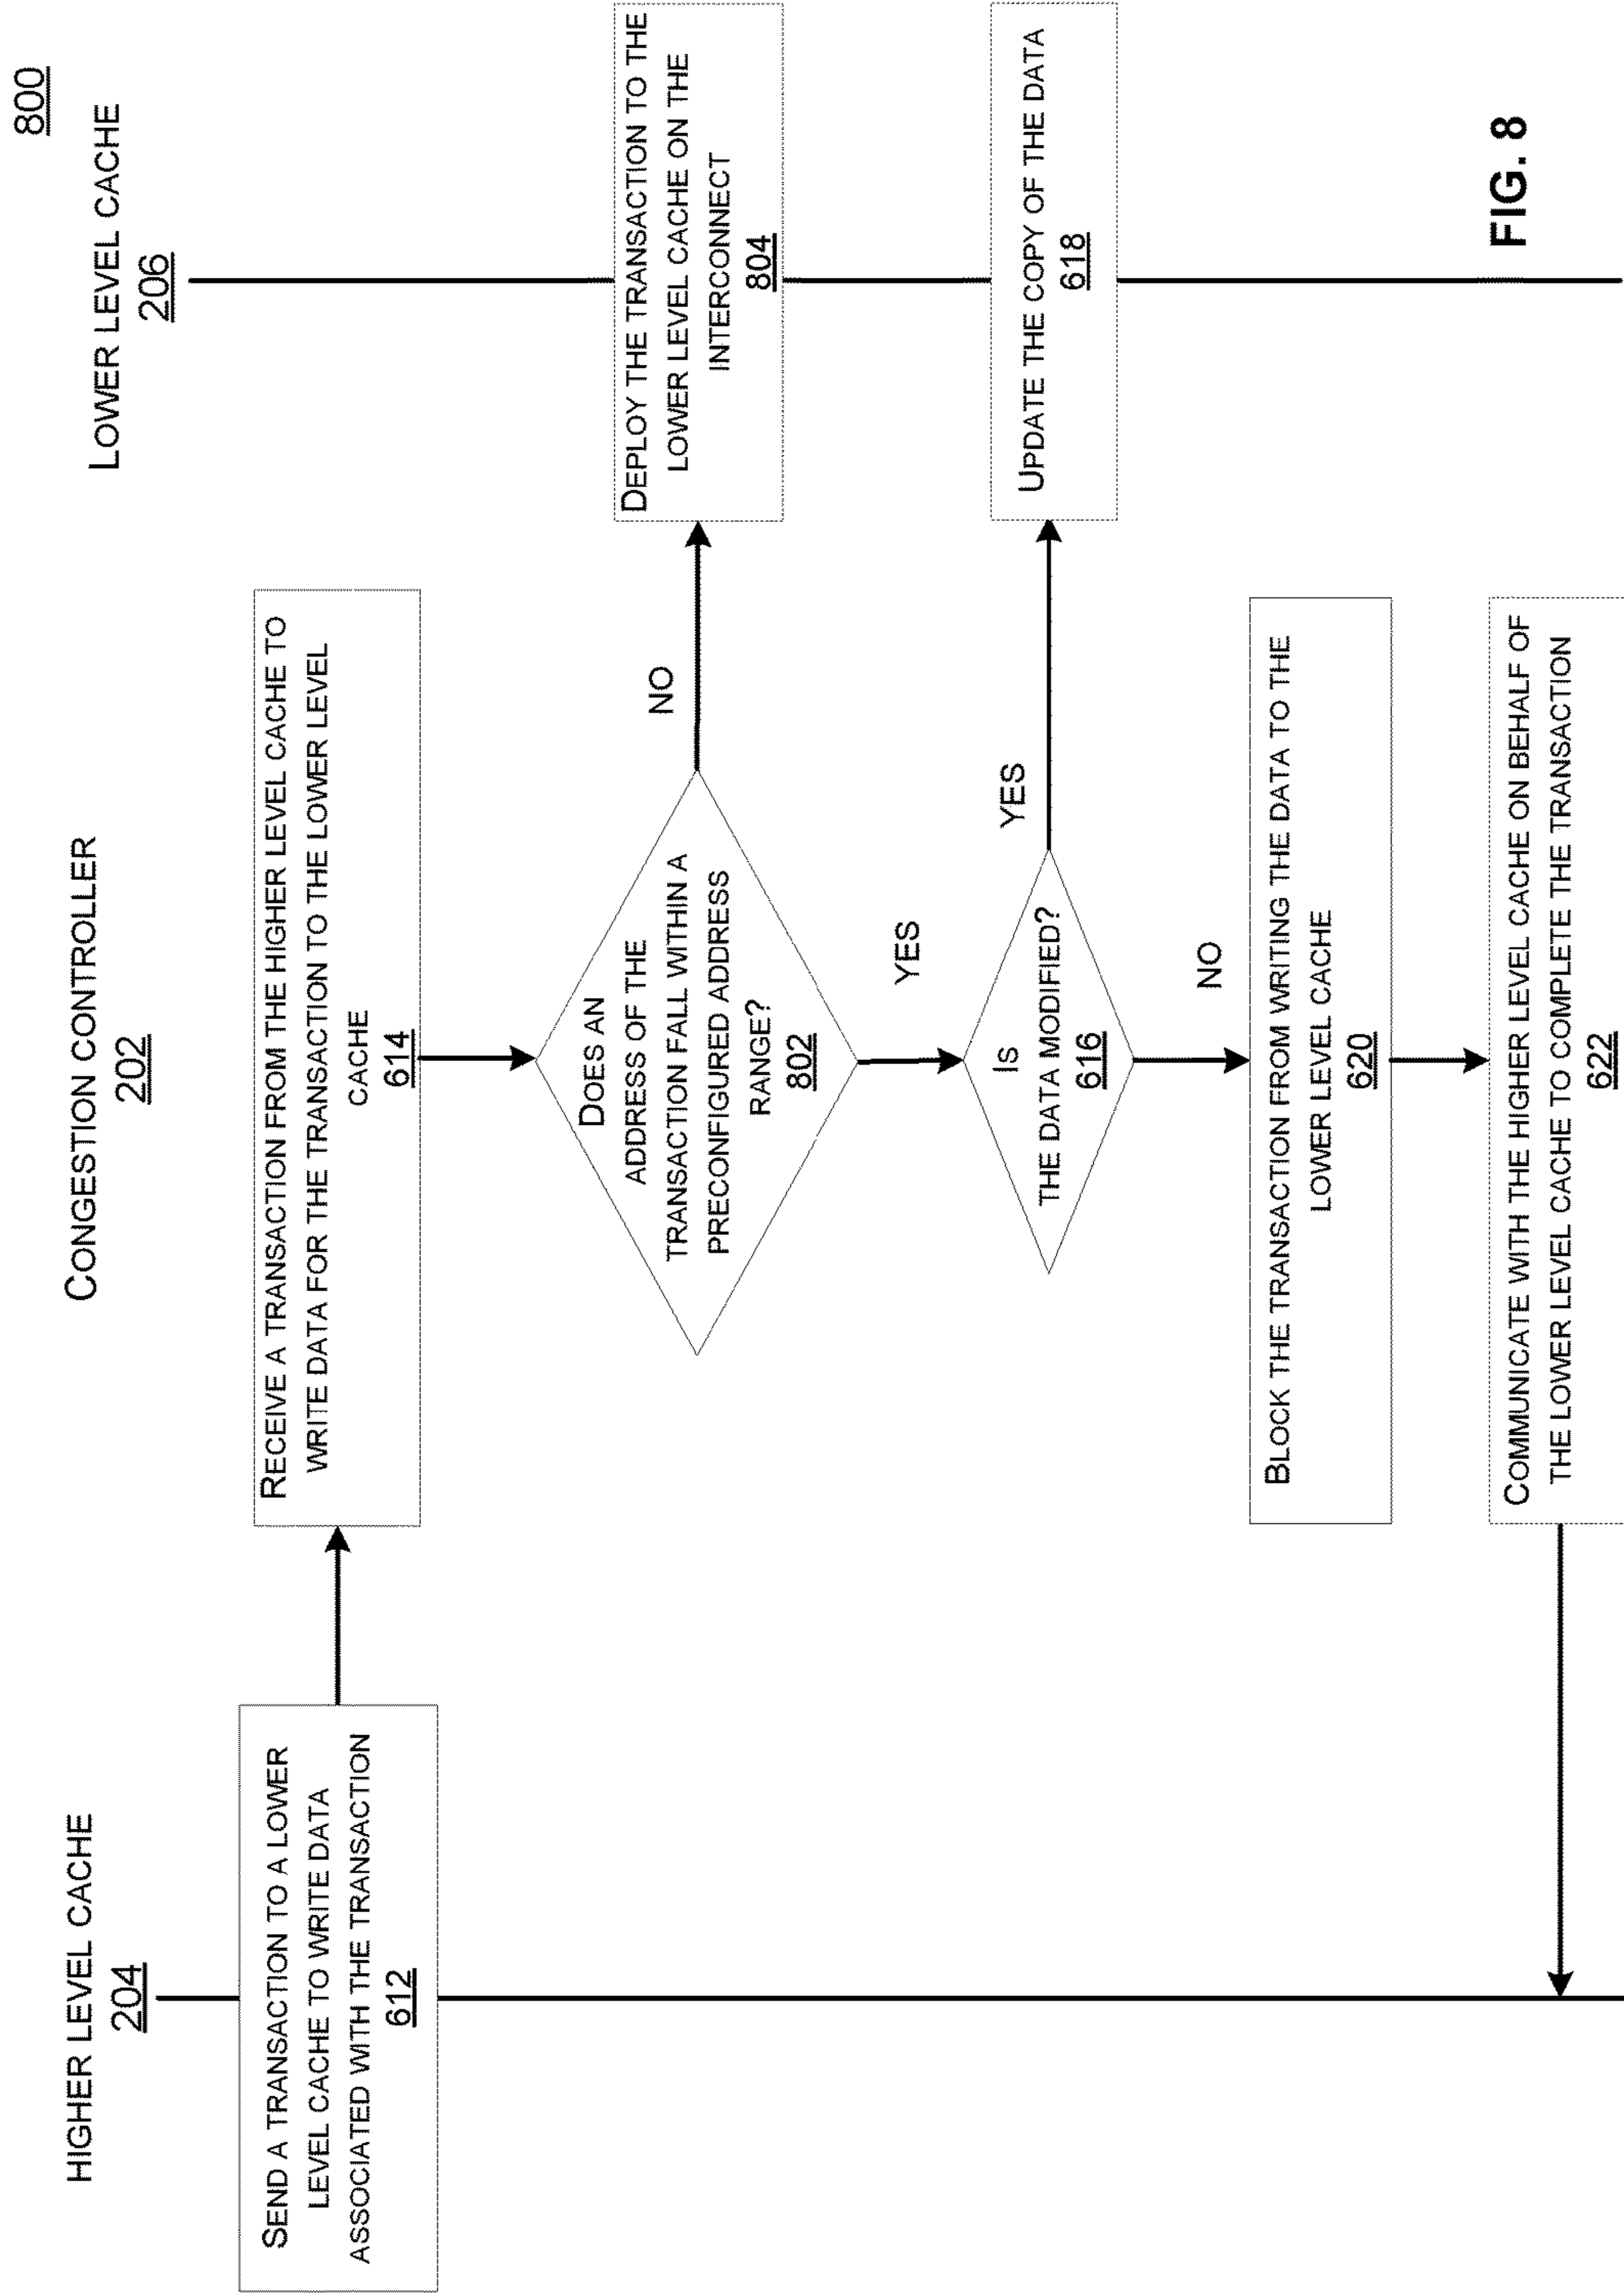 800
HIGHER LEVEL CACHE
204
CONGESTION CONTROLLER
202
LOWER LEVEL CACHE
206
SEND A TRANSACTION TO A LOWER
LEVEL CACHE TO WRITE DATA
ASSOCIATED WITH THE TRANSACTION
612
RECEIVE A TRANSACTION FROM THE HIGHER LEVEL CACHE TO
WRITE DATA FOR THE TRANSACTION TO THE LOWER LEVEL
CACHE
614
DOES AN
ADDRESS OF THE
TRANSACTION FALL WITHIN A
PRECONFIGURED ADDRESS
RANGE?
802
NO
DEPLOY THE TRANSACTION TO THE
LOWER LEVEL CACHE ON THE
INTERCONNECT
804
YES
IS
THE DATA MODIFIED?
616
YES
UPDATE THE COPY OF THE DATA
618
NO
BLOCK THE TRANSACTION FROM WRITING THE DATA TO THE
LOWER LEVEL CACHE
620
COMMUNICATE WITH THE HIGHER LEVEL CACHE ON BEHALF OF
THE LOWER LEVEL CACHE TO COMPLETE THE TRANSACTION
622
FIG. 8